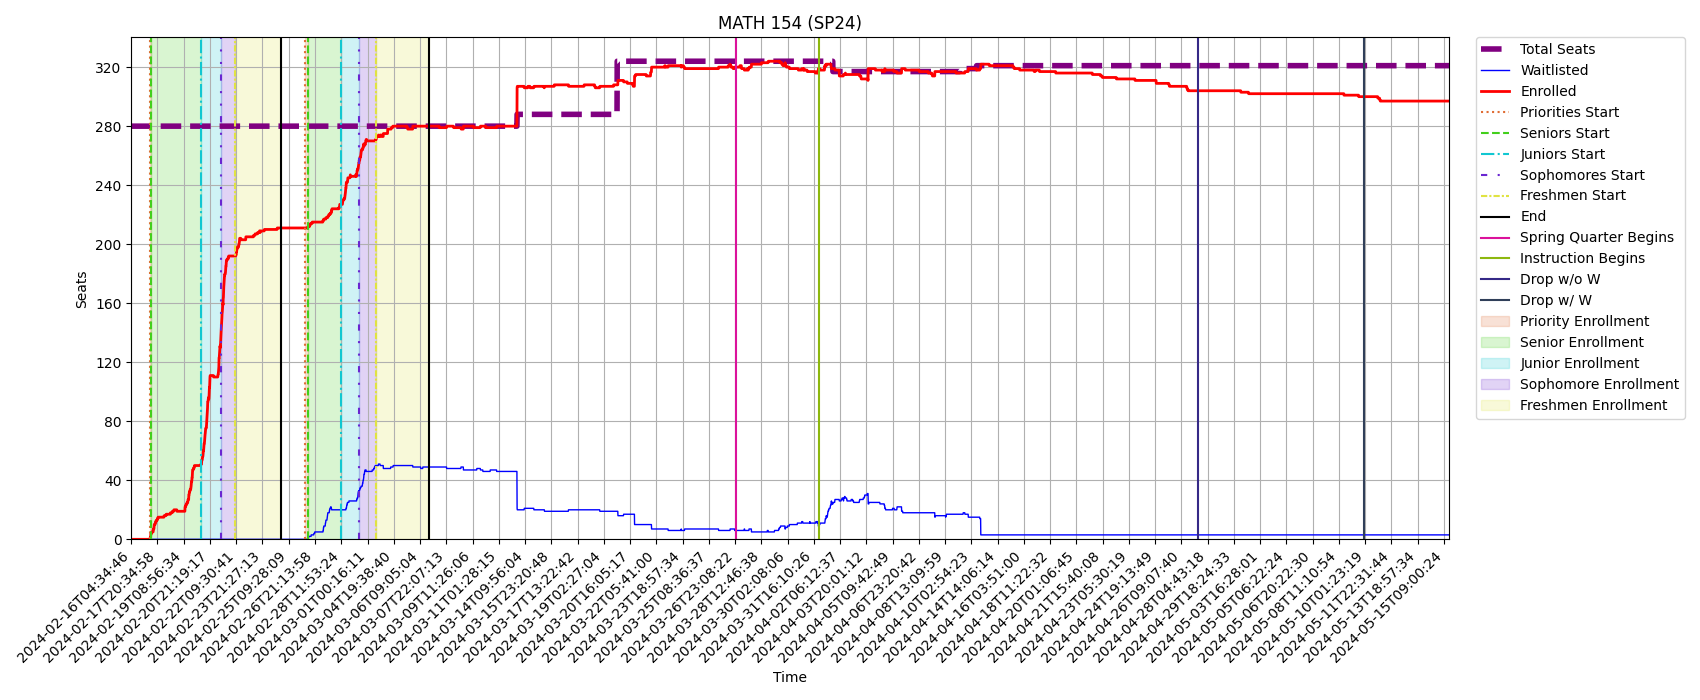 MATH 154 (SP24)
Seats
320
280
240
200
160
120
80
40
0
2024-02-16T04:34:46
2024-02-17T20:34:58
2024-02-19T08:56:34
2024-02-20T21:19:17
2024-02-22T09:30:41
2024-02-23T21:27:13
2024-02-25T09:28:09
2024-02-26T21:13:58
2024-02-28T11:53:24
2024-03-01T00:16:11
2024-03-04T19:38:40
2024-03-06T09:05:04
2024-03-07T22:07:13
2024-03-11T01:26:06
2024-03-12T11:28:15
2024-03-14T09:56:04
2024-03-15T23:20:48
2024-03-17T13:22:42
2024-03-19T02:27:04
2024-03-20T16:05:17
2024-03-22T05:41:00
2024-03-23T18:57:34
2024-03-25T08:36:37
2024-03-26T23:08:22
2024-03-28T12:46:38
2024-03-30T02:08:06
2024-03-31T16:10:26
2024-04-02T06:12:37
2024-04-03T20:01:12
2024-04-05T09:42:49
2024-04-06T23:20:42
2024-04-08T13:09:53
2024-04-10T02:54:23
2024-04-14T14:06:14
2024-04-16T03:51:00
2024-04-18T11:22:32
2024-04-20T01:06:45
2024-04-21T15:40:08
2024-04-23T05:30:19
2024-04-24T19:13:49
2024-04-26T09:07:40
2024-04-28T04:43:18
2024-04-29T18:24:33
2024-05-03T16:28:01
2024-05-05T06:22:24
2024-05-06T20:22:30
2024-05-08T11:10:54
2024-05-10T01:23:19
2024-05-11T22:31:44
2024-05-13T18:57:34
2024-05-15T09:00:24
Time
Total Seats
Waitlisted
Enrolled
Priorities Start
Seniors Start
Juniors Start
Sophomores Start
Freshmen Start
End
Spring Quarter Begins
Instruction Begins
Drop w/o W
Drop w/ W
Priority Enrollment
Senior Enrollment
Junior Enrollment
Sophomore Enrollment
Freshmen Enrollment